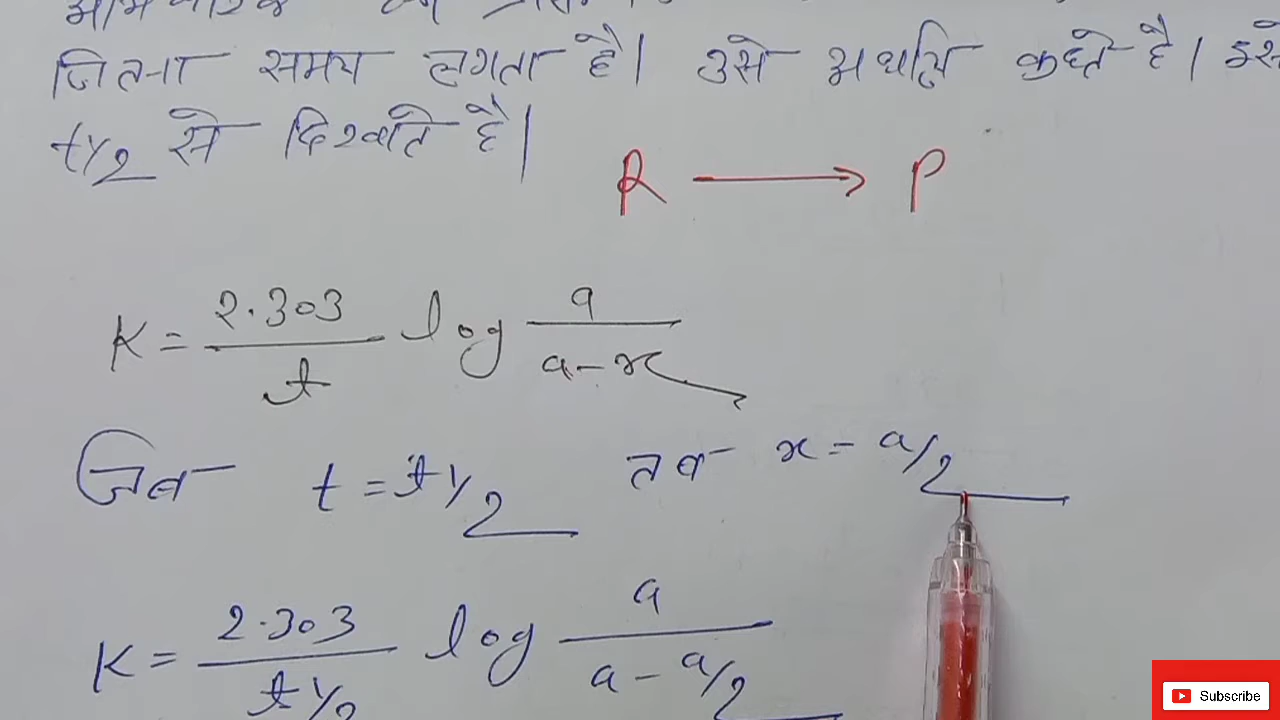 जितना समय लगता है। उसे अर्धायु कहते है। इसे
t1/2 से दिखाते है।
R → P
K = 2.303/t log a/a-x
जब t = t1/2 तब x = a/2
K = 2.303/t1/2 log a/a-a/2
Subscribe